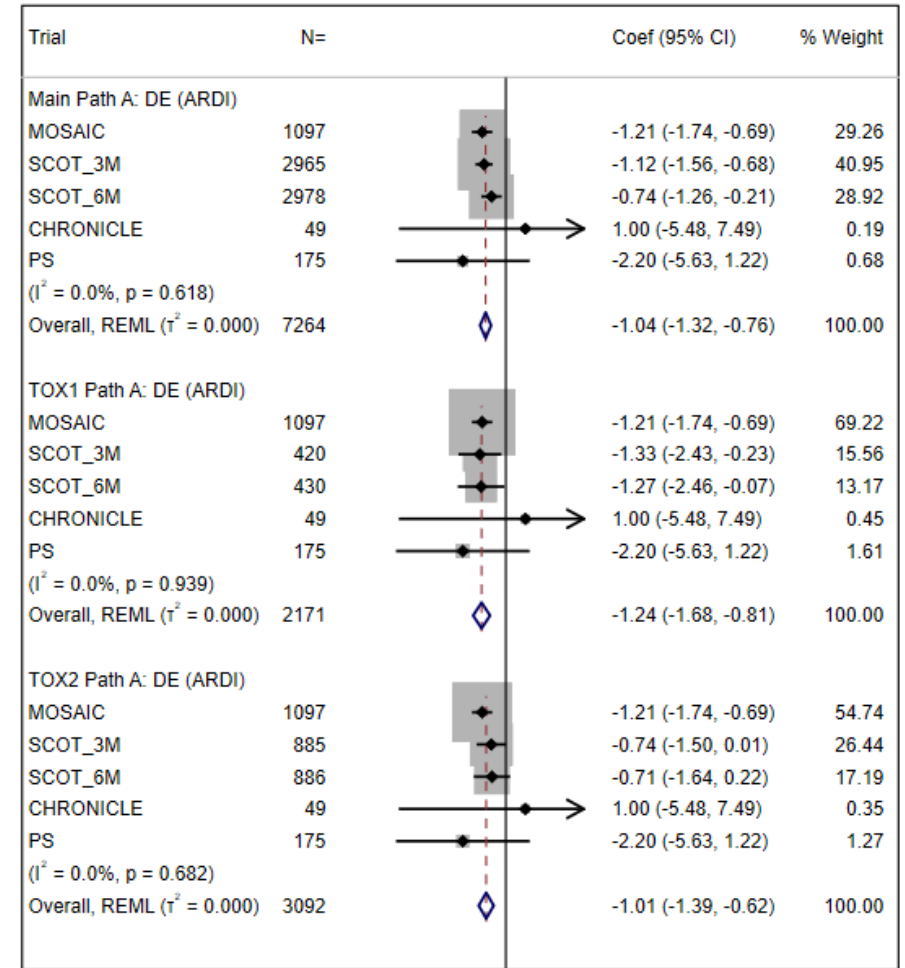 Trial N= Coef (95% CI) % Weight
Main Path A: DE (ARDI)
MOSAIC 1097 -1.21 (-1.74, -0.69) 29.26
SCOT_3M 2965 -1.12 (-1.56, -0.68) 40.95
SCOT_6M 2978 -0.74 (-1.26, -0.21) 28.92
CHRONICLE 49 1.00 (-5.48, 7.49) 0.19
PS 175 -2.20 (-5.63, 1.22) 0.68
(I² = 0.0%, p = 0.618)
Overall, REML (τ² = 0.000) 7264 -1.04 (-1.32, -0.76) 100.00
TOX1 Path A: DE (ARDI)
MOSAIC 1097 -1.21 (-1.74, -0.69) 69.22
SCOT_3M 420 -1.33 (-2.43, -0.23) 15.56
SCOT_6M 430 -1.27 (-2.46, -0.07) 13.17
CHRONICLE 49 1.00 (-5.48, 7.49) 0.45
PS 175 -2.20 (-5.63, 1.22) 1.61
(I² = 0.0%, p = 0.939)
Overall, REML (τ² = 0.000) 2171 -1.24 (-1.68, -0.81) 100.00
TOX2 Path A: DE (ARDI)
MOSAIC 1097 -1.21 (-1.74, -0.69) 54.74
SCOT_3M 885 -0.74 (-1.50, 0.01) 26.44
SCOT_6M 886 -0.71 (-1.64, 0.22) 17.19
CHRONICLE 49 1.00 (-5.48, 7.49) 0.35
PS 175 -2.20 (-5.63, 1.22) 1.27
(I² = 0.0%, p = 0.682)
Overall, REML (τ² = 0.000) 3092 -1.01 (-1.39, -0.62) 100.00